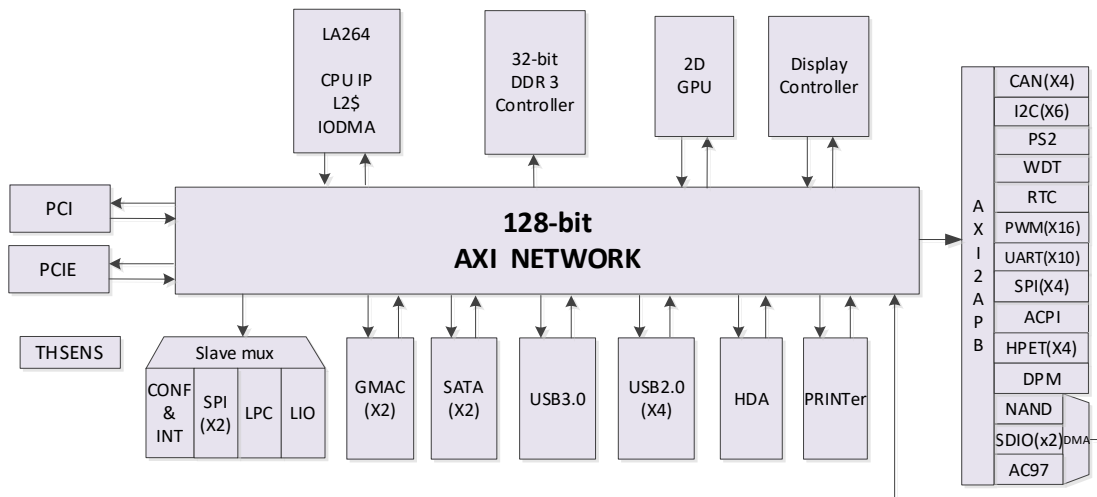 LA264
CPU IP
L2$
IODMA
32-bit
DDR 3
Controller
2D
GPU
Display
Controller
PCI
PCIE
128-bit
AXI NETWORK
THSENS
Slave mux
CONF
&
INT
SPI
(X2)
LPC
LIO
GMAC
(X2)
SATA
(X2)
USB3.0
USB2.0
(X4)
HDA
PRINTer
A
X
I
2
A
P
B
CAN(X4)
I2C(X6)
PS2
WDT
RTC
PWM(X16)
UART(X10)
SPI(X4)
ACPI
HPET(X4)
DPM
NAND
SDIO(x2)
AC97
DMA